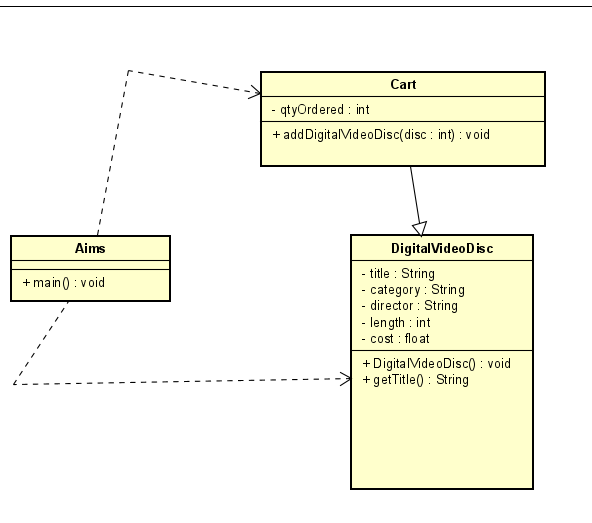 Cart
- qtyOrdered : int
+ addDigitalVideoDisc(disc : int) : void
Aims
+ main() : void
DigitalVideoDisc
- title : String
- category : String
- director : String
- length : int
- cost : float
+ DigitalVideoDisc() : void
+ getTitle() : String